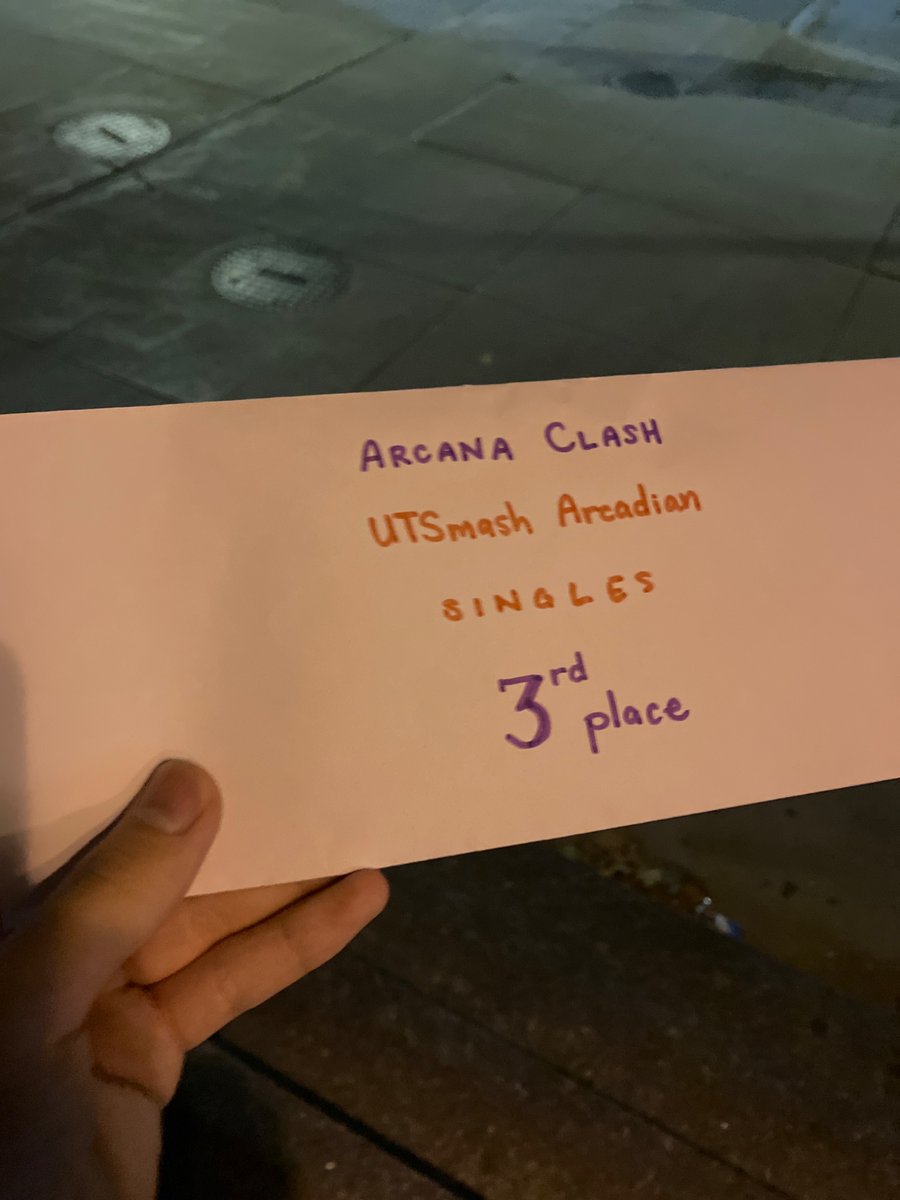 ARCANA CLASH
UTSmash Arcadian
SINGLES
3rd place